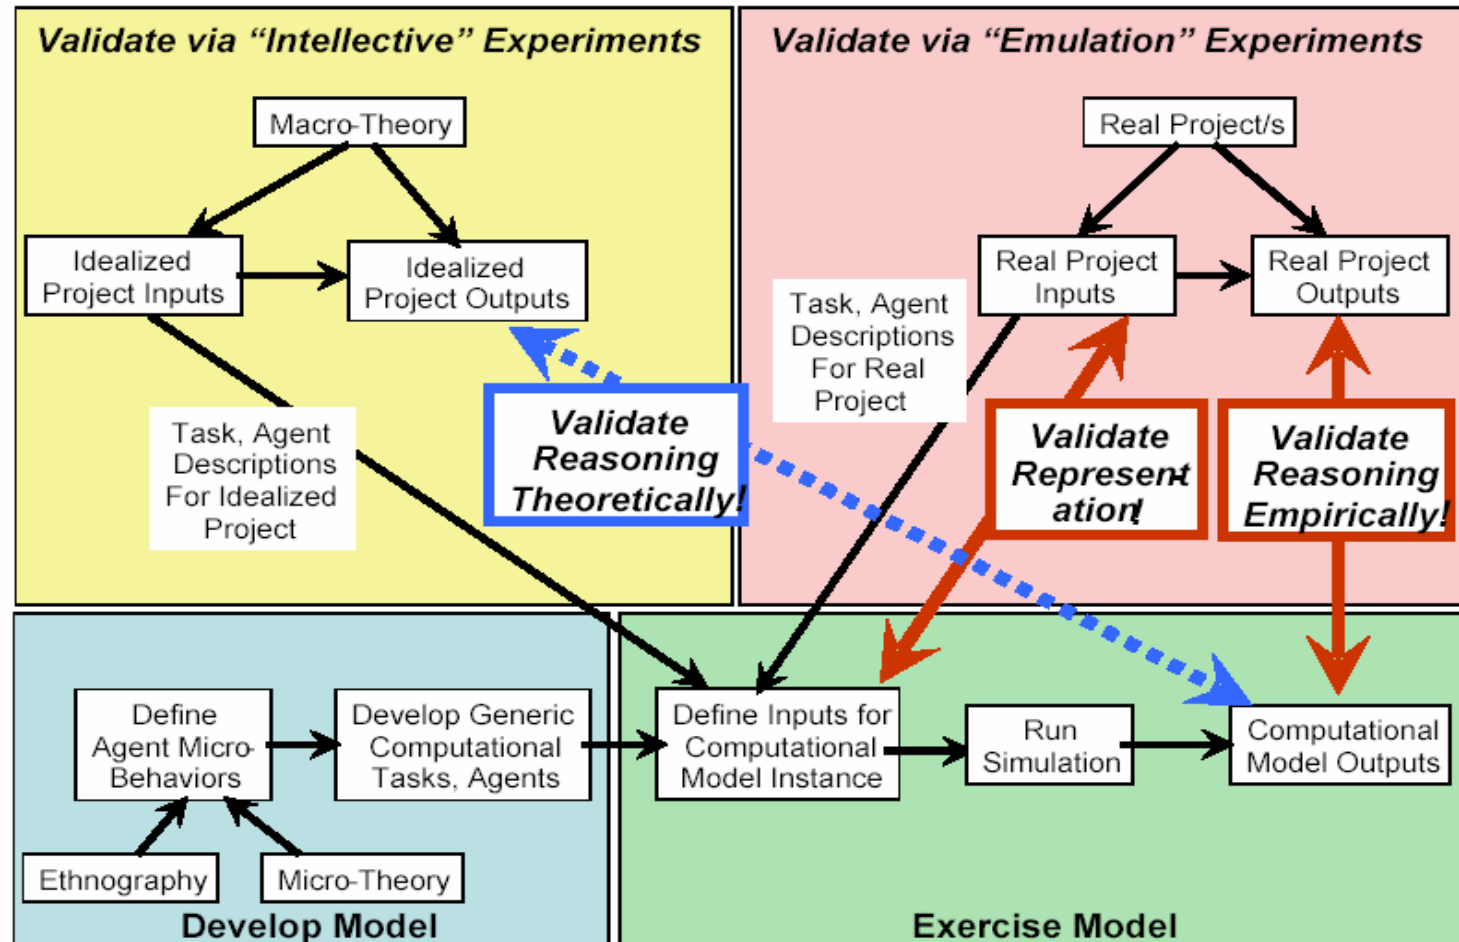 Validate via “Intellective” Experiments
Macro-Theory
Idealized
Project Inputs
Idealized
Project Outputs
Task, Agent
Descriptions
For Idealized
Project
Validate
Reasoning
Theoretically!
Validate via “Emulation” Experiments
Real Project/s
Real Project
Inputs
Real Project
Outputs
Task, Agent
Descriptions
For Real
Project
Validate
Represent-
ation!
Validate
Reasoning
Empirically!
Define
Agent Micro-
Behaviors
Develop Generic
Computational
Tasks, Agents
Ethnography
Micro-Theory
Develop Model
Define Inputs for
Computational
Model Instance
Run
Simulation
Computational
Model Outputs
Exercise Model